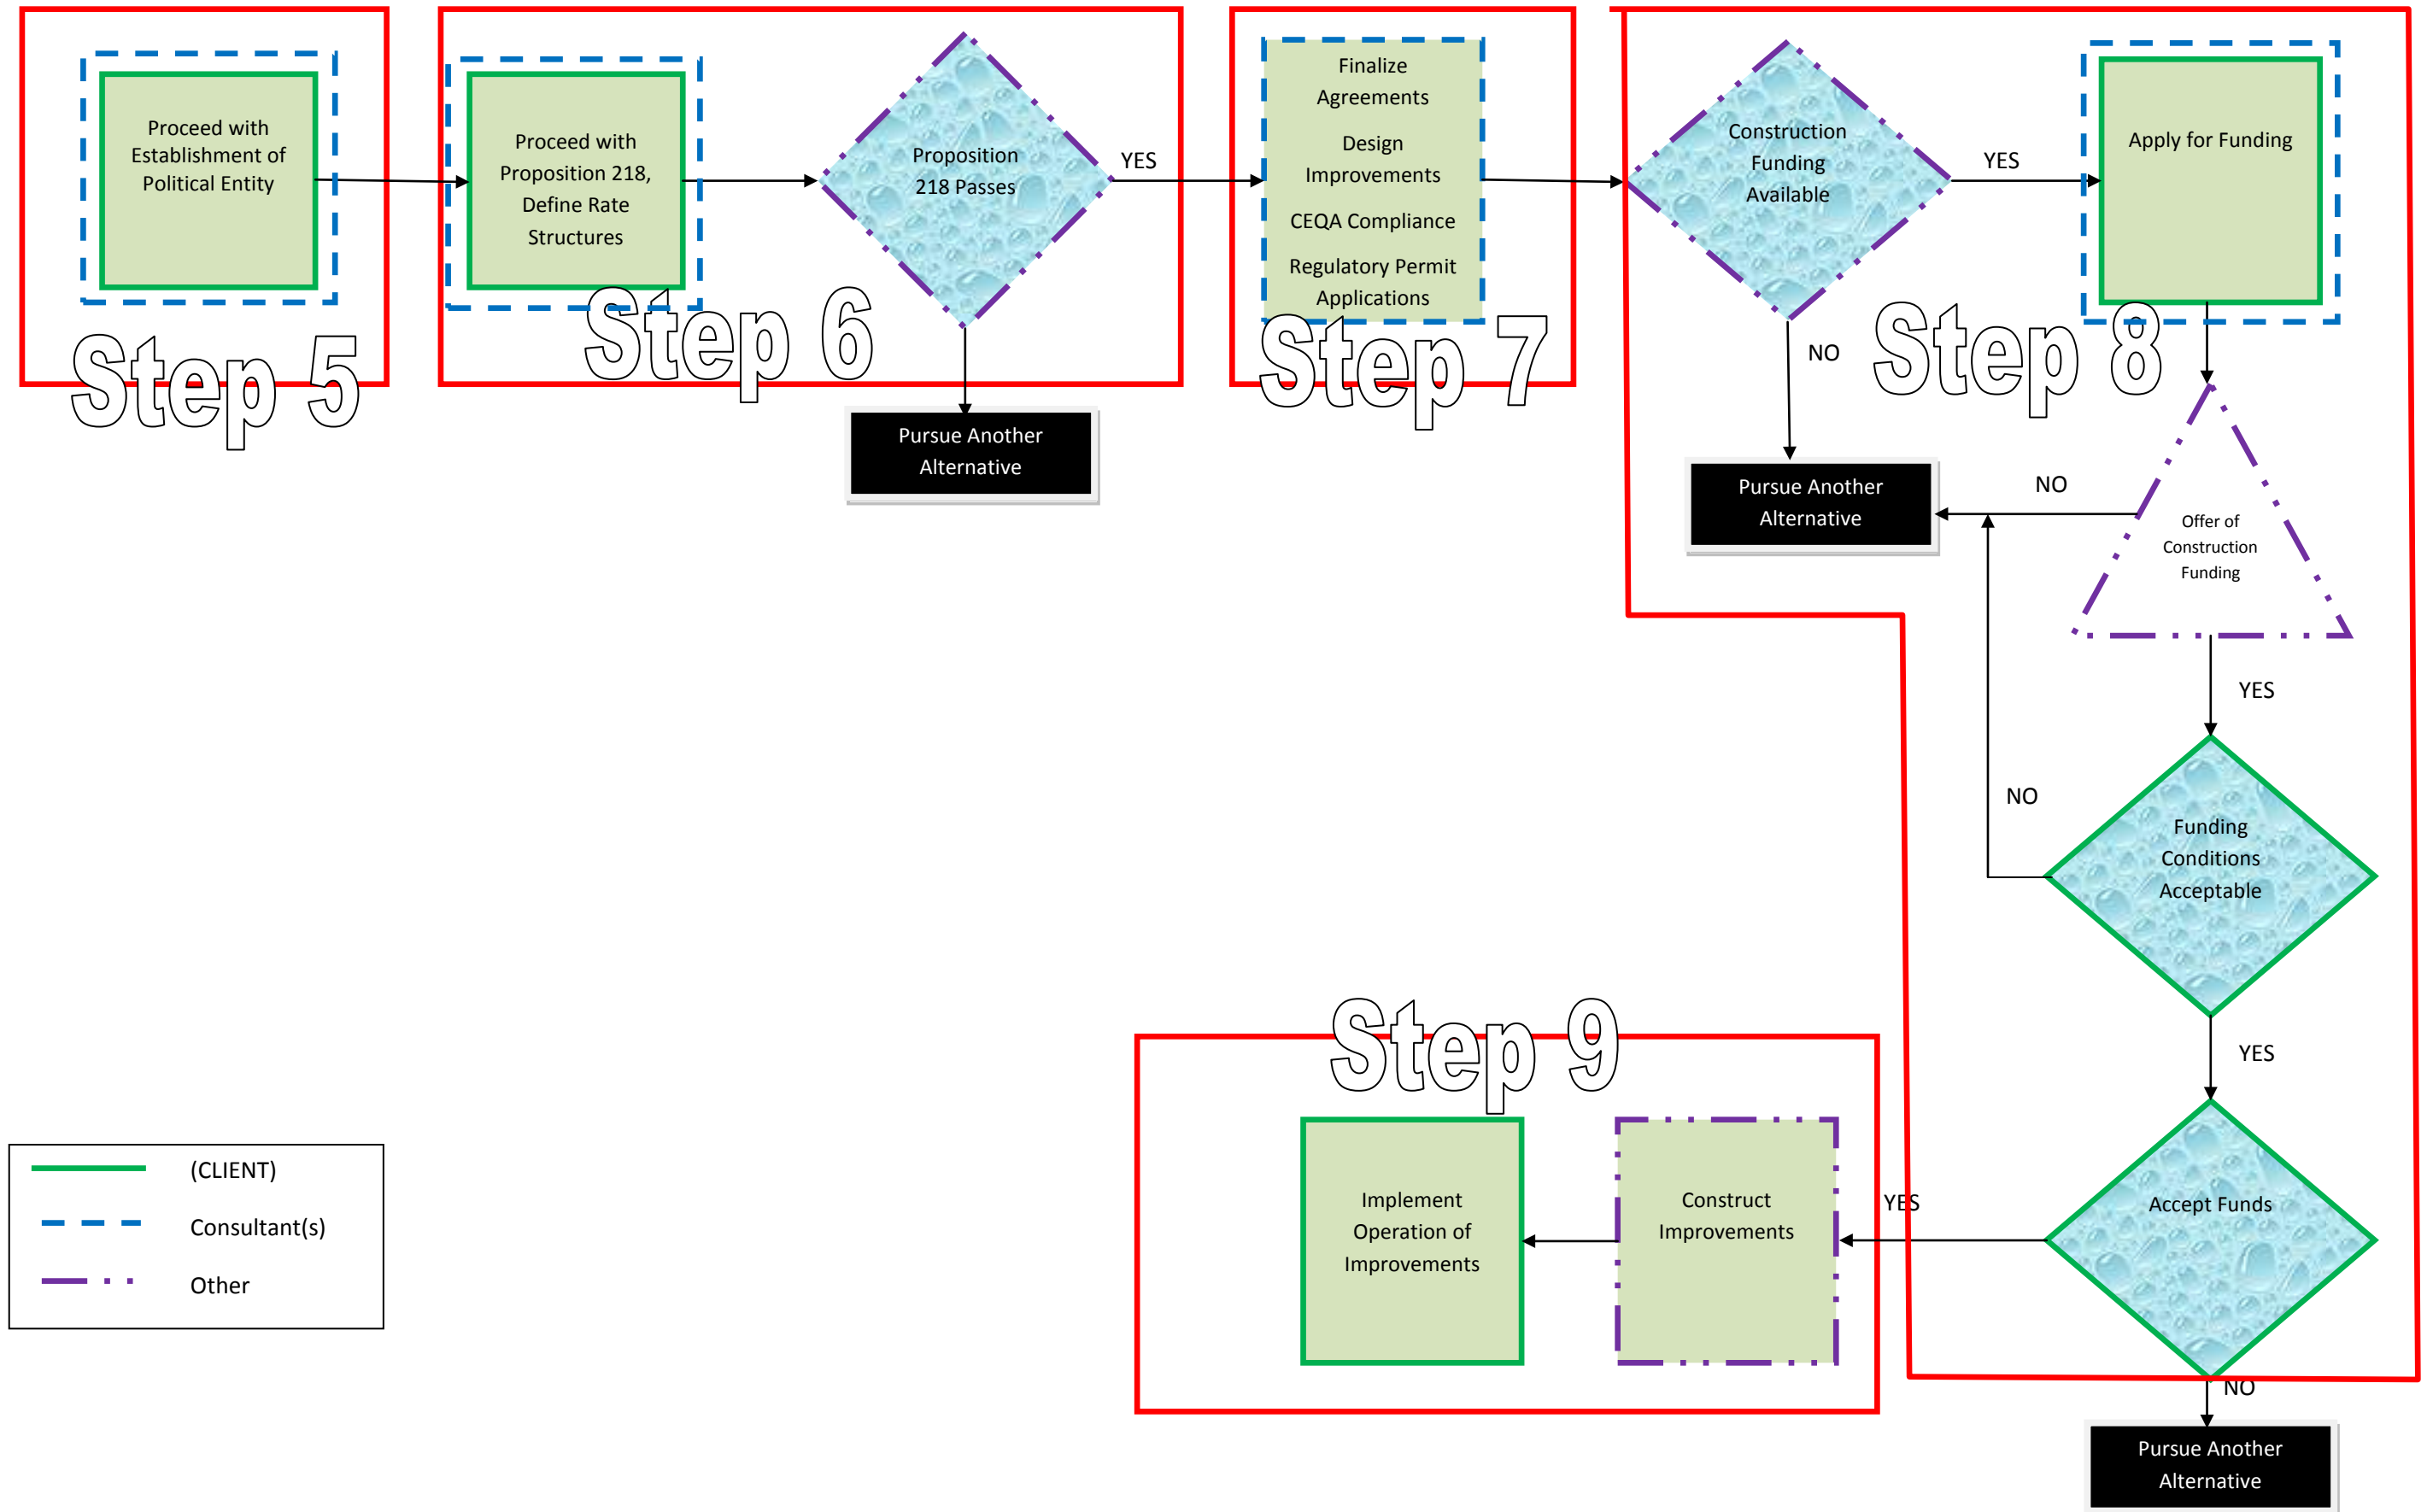 Proceed with
Establishment of
Political Entity
Step 5
Proceed with
Proposition 218,
Define Rate
Structures
Proposition
218 Passes
YES
Step 6
Pursue Another
Alternative
Finalize
Agreements
Design
Improvements
CEQA Compliance
Regulatory Permit
Applications
Step 7
Construction
Funding
Available
YES
Apply for Funding
NO
Step 8
Pursue Another
Alternative
NO
Offer of
Construction
Funding
YES
NO
Funding
Conditions
Acceptable
YES
Accept Funds
YES
NO
Pursue Another
Alternative
Step 9
Construct
Improvements
Implement
Operation of
Improvements
(CLIENT)
Consultant(s)
Other